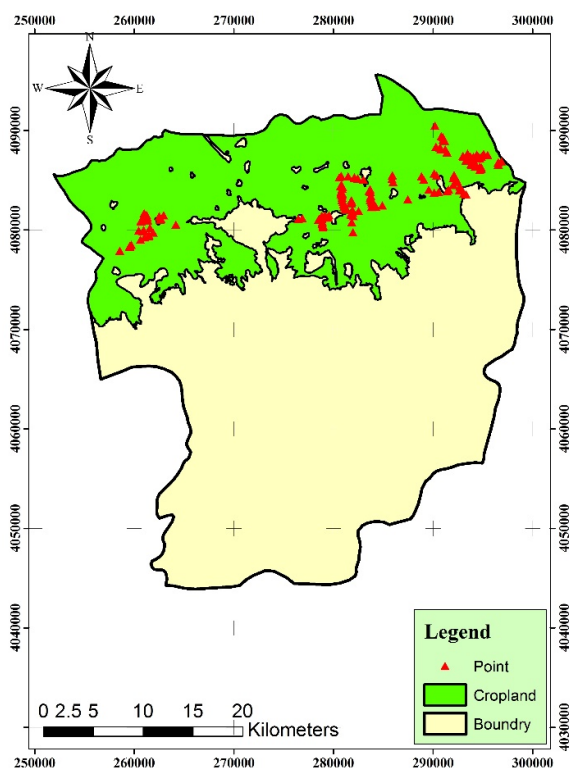 250000 260000 270000 280000 290000 300000
N
W E
S
4090000 4090000
4080000 4080000
4070000 4070000
4060000 4060000
4050000 4050000
4040000 4040000
4030000 4030000
Legend
Point
Cropland
Boundry
0 2.5 5 10 15 20
Kilometers
250000 260000 270000 280000 290000 300000